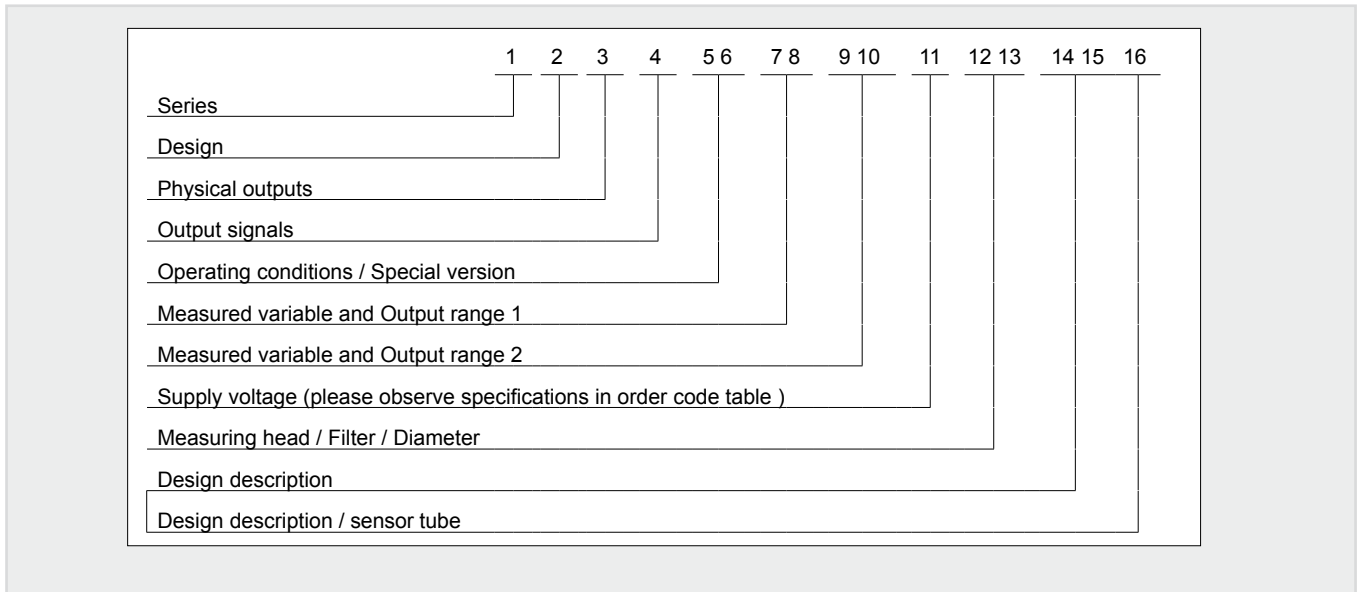 1 2 3 4 5 6 7 8 9 10 11 12 13 14 15 16
Series
Design
Physical outputs
Output signals
Operating conditions / Special version
Measured variable and Output range 1
Measured variable and Output range 2
Supply voltage (please observe specifications in order code table )
Measuring head / Filter / Diameter
Design description
Design description / sensor tube